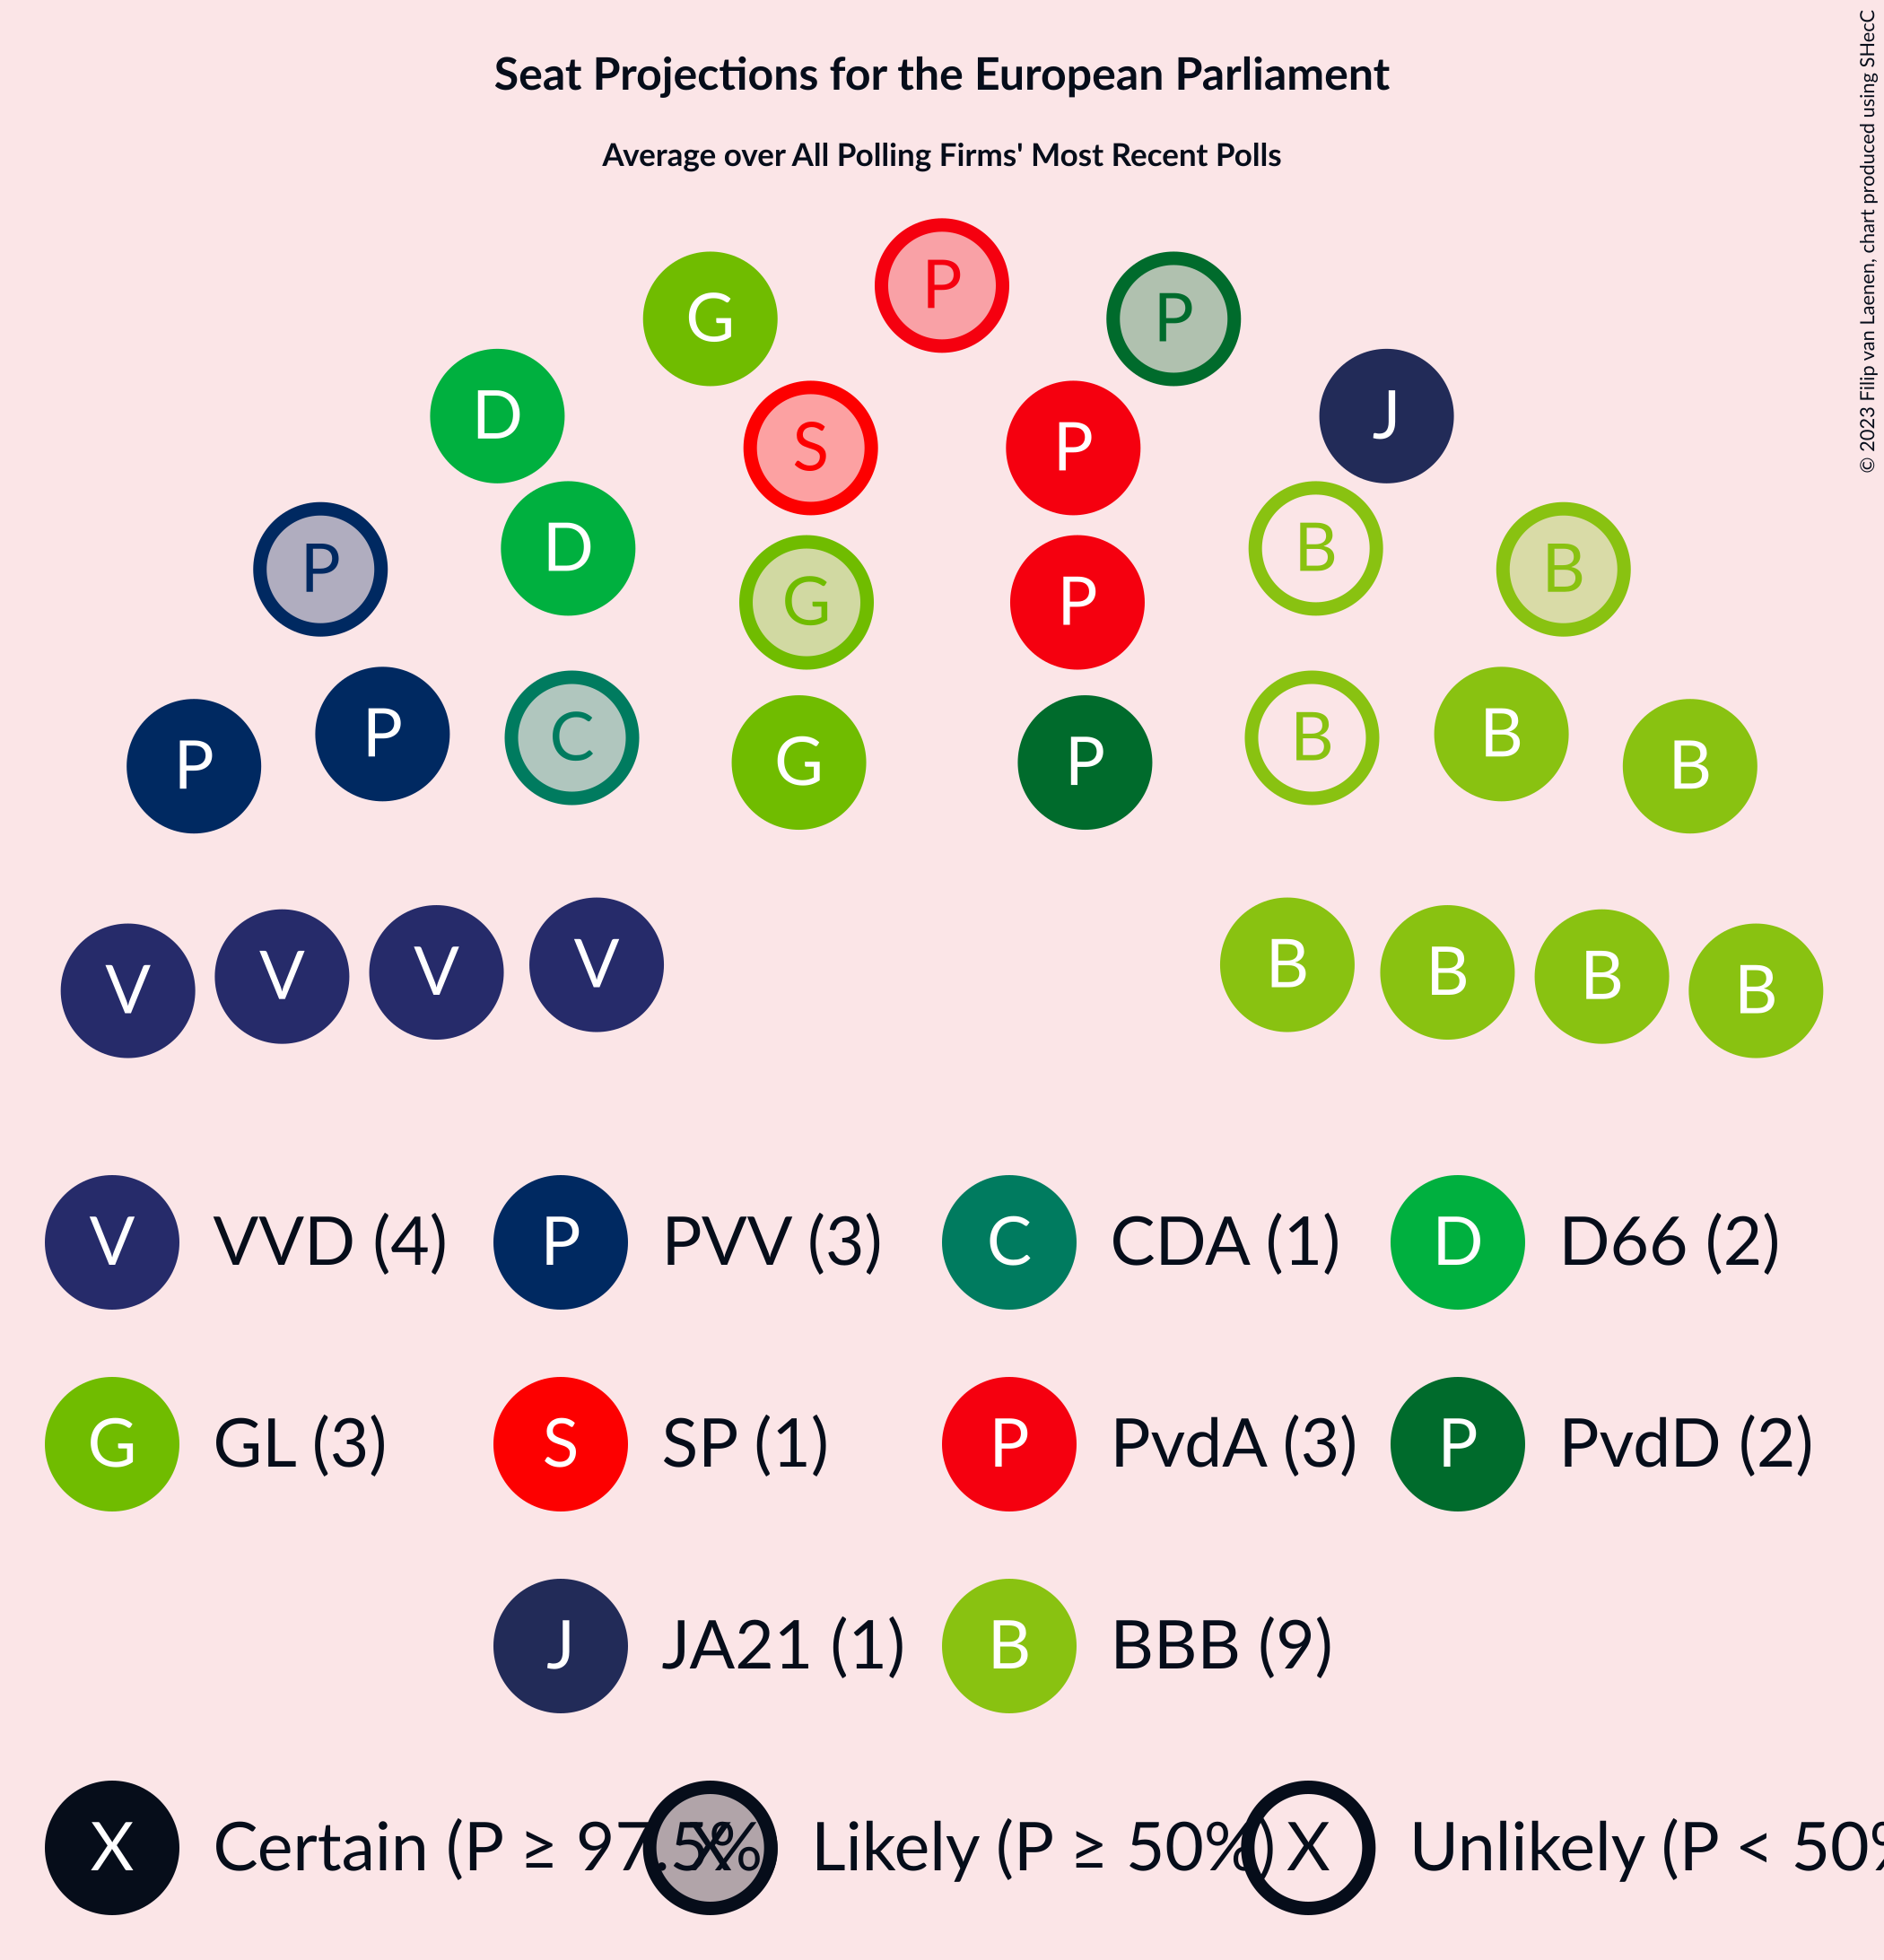 Seat Projections for the European Parliament
Average over All Polling Firms' Most Recent Polls
© 2023 Filip van Laenen, chart produced using SHecC
P
G P
D J
S P
D B
P B
G P
P B
C B
G P
P B
V B
V B
V B
V B
V VVD (4) P PVV (3) C CDA (1) D D66 (2)
G GL (3) S SP (1) P PvdA (3) P PvdD (2)
J JA21 (1) B BBB (9)
X Certain (P ≥ 97.5% X Likely (P ≥ 50%) X Unlikely (P < 50%